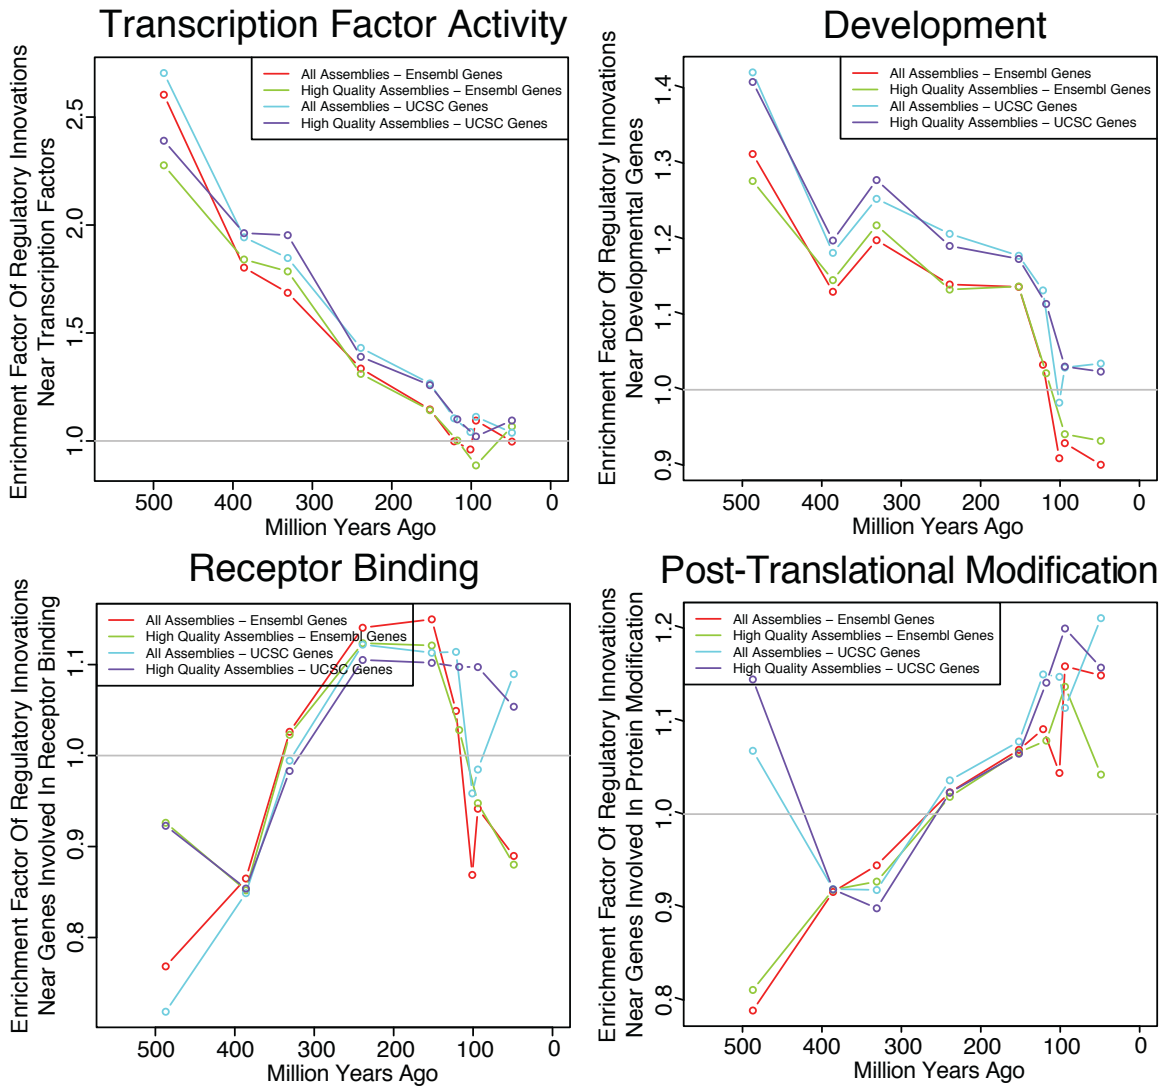 Transcription Factor Activity
Enrichment Factor Of Regulatory Innovations
Near Transcription Factors
All Assemblies – Ensembl Genes
High Quality Assemblies – Ensembl Genes
All Assemblies – UCSC Genes
High Quality Assemblies – UCSC Genes
2.5
2.0
1.5
1.0
500 400 300 200 100 0
Million Years Ago
Development
Enrichment Factor Of Regulatory Innovations
Near Developmental Genes
All Assemblies – Ensembl Genes
High Quality Assemblies – Ensembl Genes
All Assemblies – UCSC Genes
High Quality Assemblies – UCSC Genes
1.4
1.3
1.2
1.1
1.0
0.9
500 400 300 200 100 0
Million Years Ago
Receptor Binding
Enrichment Factor Of Regulatory Innovations
Near Genes Involved In Receptor Binding
All Assemblies – Ensembl Genes
High Quality Assemblies – Ensembl Genes
All Assemblies – UCSC Genes
High Quality Assemblies – UCSC Genes
1.1
1.0
0.9
0.8
500 400 300 200 100 0
Million Years Ago
Post-Translational Modification
Enrichment Factor Of Regulatory Innovations
Near Genes Involved In Protein Modification
All Assemblies – Ensembl Genes
High Quality Assemblies – Ensembl Genes
All Assemblies – UCSC Genes
High Quality Assemblies – UCSC Genes
1.2
1.1
1.0
0.9
0.8
500 400 300 200 100 0
Million Years Ago